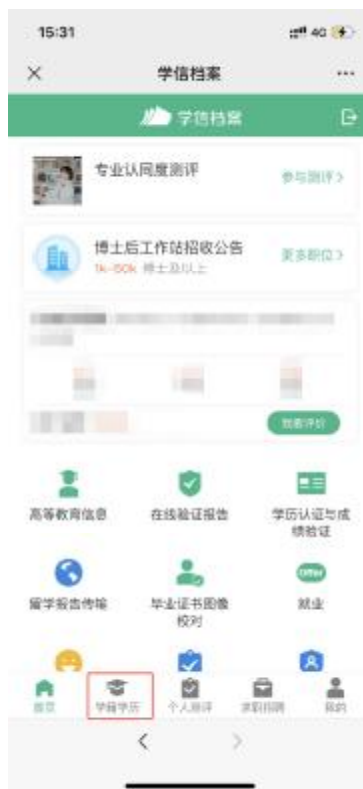 15:31
4G
学信档案
学信档案
专业认同度测评
参与测评>
博士后工作站招收公告
更多职位>
1k-50k 博士及以上
我要评价
高等教育信息
在线验证报告
学历认证与成
绩验证
留学报告传输
毕业证书图像
校对
Offer
就业
首页
学籍学历
个人测评
求职招聘
我的